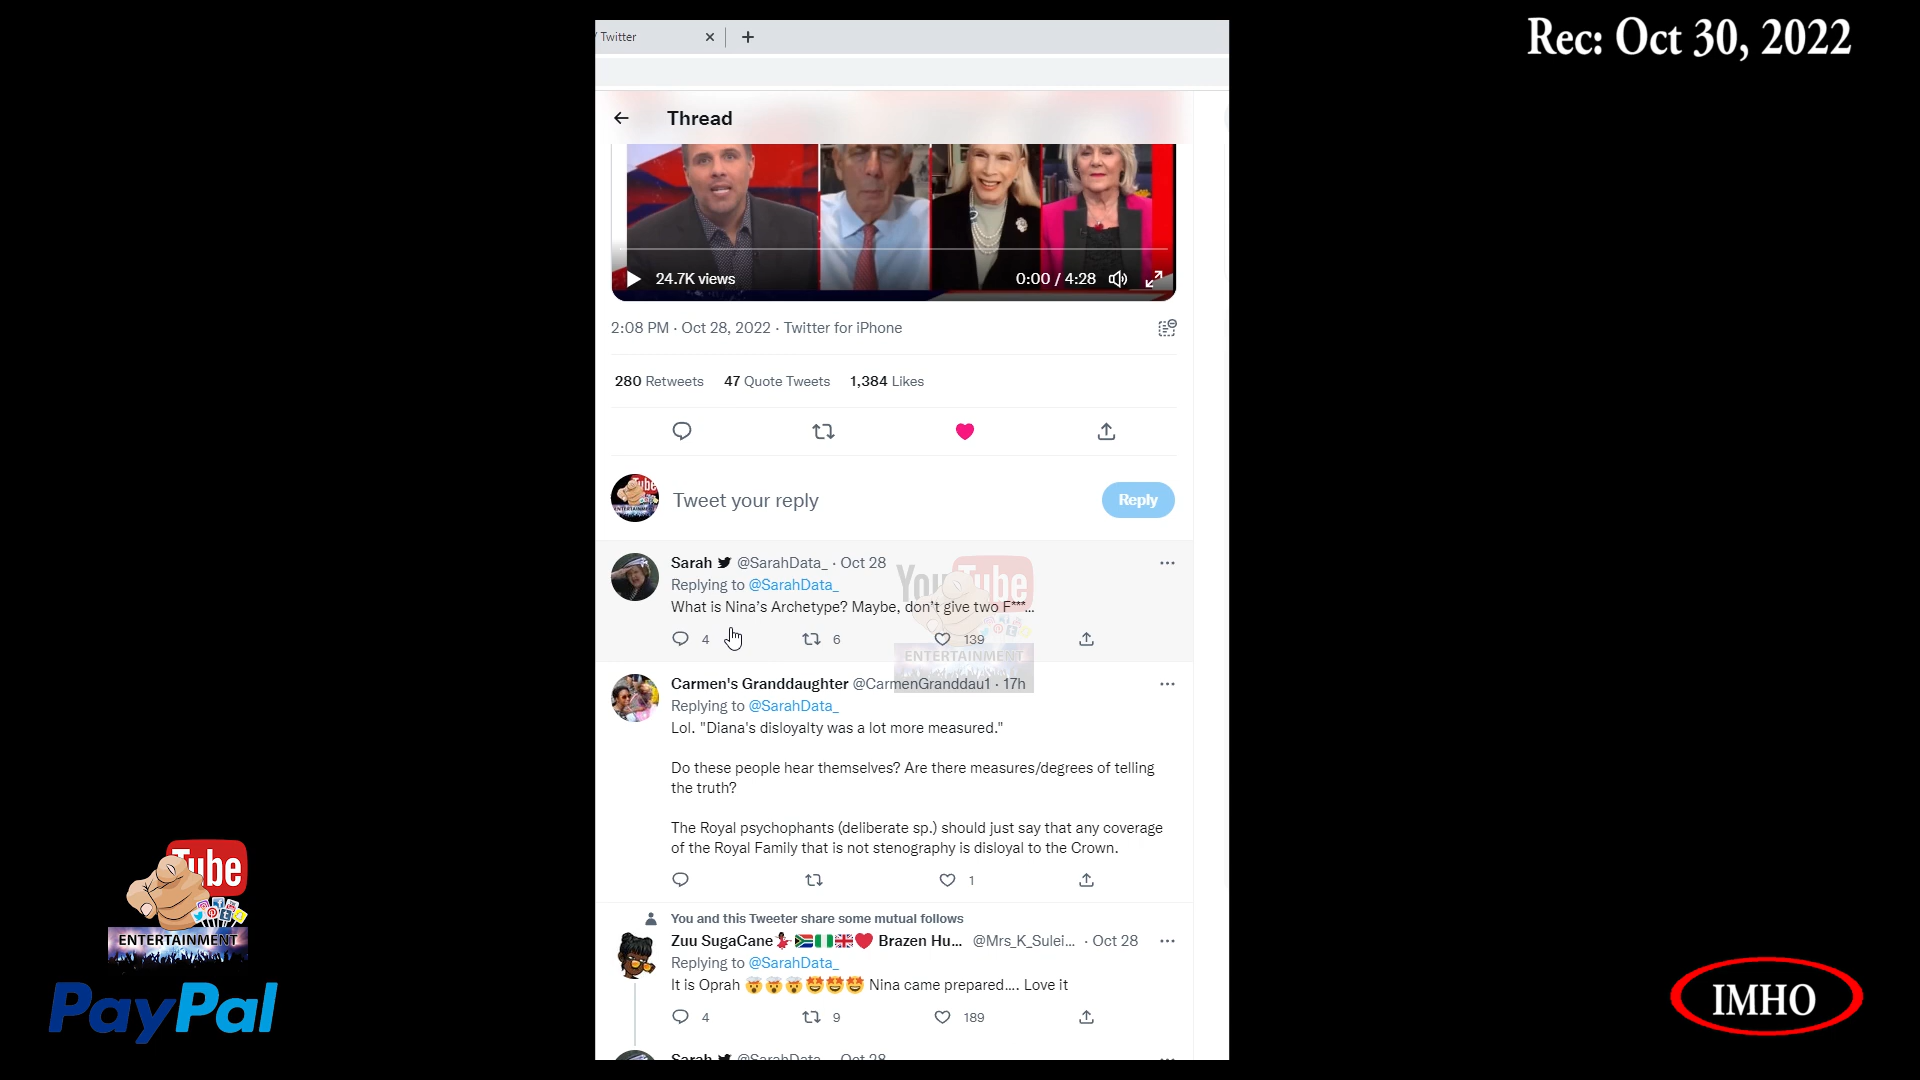 Rec: Oct 30, 2022
/ Twitter
Thread
24.7K views
0:00 / 4:28
2:08 PM · Oct 28, 2022 · Twitter for iPhone
280 Retweets 47 Quote Tweets 1,384 Likes
Tweet your reply
Reply
Sarah @SarahData_ · Oct 28
Replying to @SarahData_
What is Nina’s Archetype? Maybe, don’t give two F***...
4 6 139
YouTube
ENTERTAINMENT
Carmen's Granddaughter @CarmenGranddau1 · 17h
Replying to @SarahData_
Lol. "Diana's disloyalty was a lot more measured."
Do these people hear themselves? Are there measures/degrees of telling
the truth?
The Royal psychophants (deliberate sp.) should just say that any coverage
of the Royal Family that is not stenography is disloyal to the Crown.
1
You and this Tweeter share some mutual follows
Zuu SugaCane💃🏿🇿🇦🇳🇬🇬🇧❤️ Brazen Hu... @Mrs_K_Sulei... · Oct 28
Replying to @SarahData_
It is Oprah 🤯🤯🤯🤩🤩🤩 Nina came prepared.... Love it
4 9 189
Sarah @SarahData_ · Oct 28
Tube
ENTERTAINMENT
PayPal
IMHO